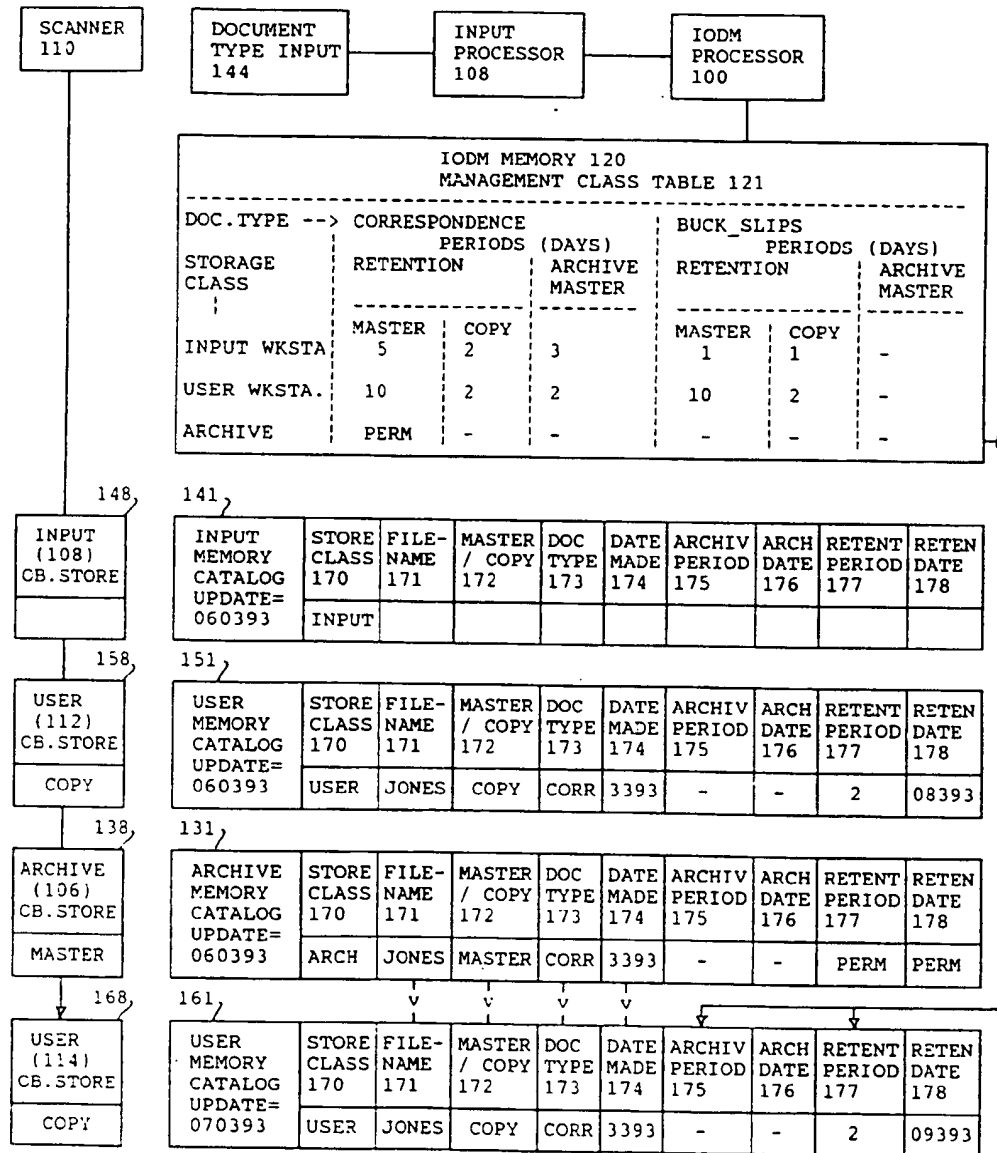 SCANNER
110
DOCUMENT
TYPE INPUT
144
INPUT
PROCESSOR
108
IODM
PROCESSOR
100
IODM MEMORY 120
MANAGEMENT CLASS TABLE 121
DOC.TYPE --> CORRESPONDENCE BUCK_SLIPS
PERIODS (DAYS) PERIODS (DAYS)
STORAGE RETENTION ARCHIVE RETENTION ARCHIVE
CLASS MASTER MASTER
MASTER COPY MASTER COPY
INPUT WKSTA 5 2 3 1 1 -
USER WKSTA. 10 2 2 10 2 -
ARCHIVE PERM - - - - -
148 141
INPUT
(108)
CB.STORE
INPUT STORE FILE- MASTER DOC DATE ARCHIV ARCH RETENT RETEN
MEMORY CLASS NAME / COPY TYPE MADE PERIOD DATE PERIOD DATE
CATALOG 170 171 172 173 174 175 176 177 178
UPDATE=
060393 INPUT
158 151
USER
(112)
CB.STORE
COPY
USER STORE FILE- MASTER DOC DATE ARCHIV ARCH RETENT RETEN
MEMORY CLASS NAME / COPY TYPE MADE PERIOD DATE PERIOD DATE
CATALOG 170 171 172 173 174 175 176 177 178
UPDATE=
060393 USER JONES COPY CORR 3393 - - 2 08393
138 131
ARCHIVE
(106)
CB.STORE
MASTER
ARCHIVE STORE FILE- MASTER DOC DATE ARCHIV ARCH RETENT RETEN
MEMORY CLASS NAME / COPY TYPE MADE PERIOD DATE PERIOD DATE
CATALOG 170 171 172 173 174 175 176 177 178
UPDATE=
060393 ARCH JONES MASTER CORR 3393 - - PERM PERM
168 161
USER
(114)
CB.STORE
COPY
USER STORE FILE- MASTER DOC DATE ARCHIV ARCH RETENT RETEN
MEMORY CLASS NAME / COPY TYPE MADE PERIOD DATE PERIOD DATE
CATALOG 170 171 172 173 174 175 176 177 178
UPDATE=
070393 USER JONES COPY CORR 3393 - - 2 09393